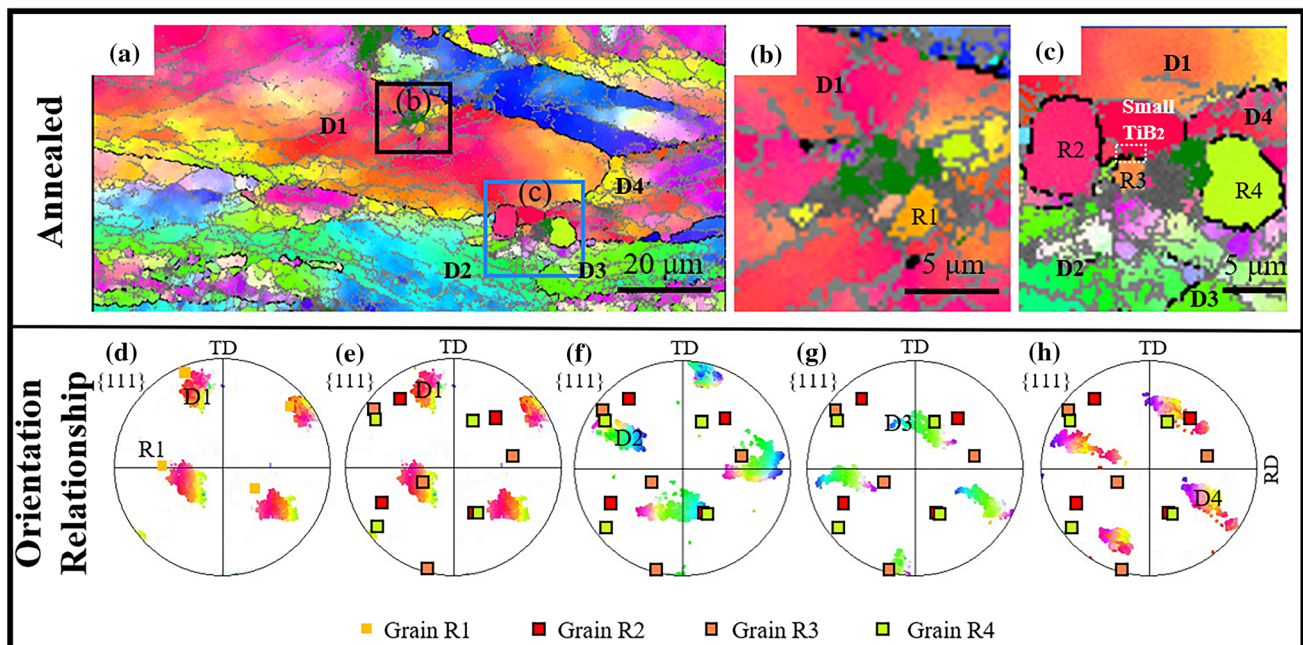 Annealed
(a)
D1
(b)
D4
(c)
D2
D3
20 μm
(b)
D1
R1
5 μm
(c)
D1
Small
TiB2
D4
R2
R3
R4
D2
D3
5 μm
Orientation
Relationship
(d)
TD
{111}
D1
R1
(e)
TD
{111}
D1
(f)
TD
{111}
D2
(g)
TD
{111}
D3
(h)
TD
{111}
D4
RD
Grain R1
Grain R2
Grain R3
Grain R4